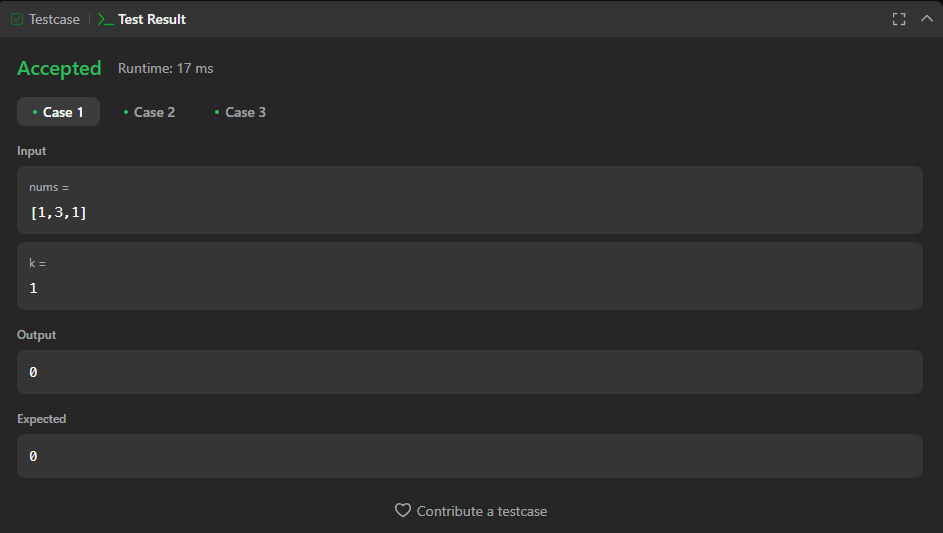 Testcase | >_ Test Result
Accepted Runtime: 17 ms
• Case 1 • Case 2 • Case 3
Input
nums =
[1,3,1]
k =
1
Output
0
Expected
0
Contribute a testcase